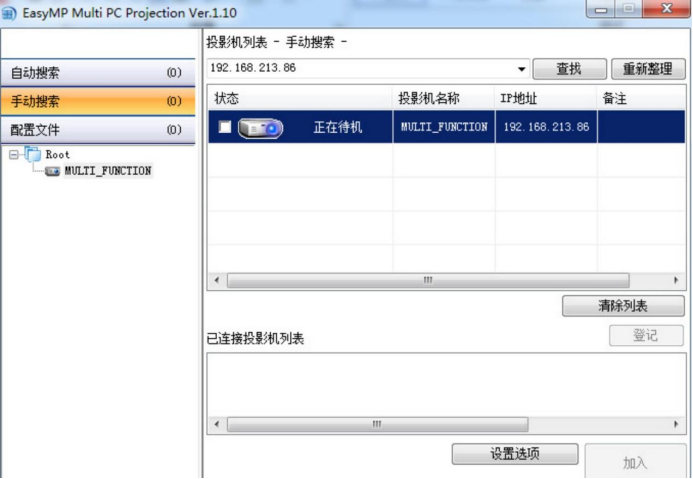 EasyMP Multi PC Projection Ver.1.10
投影机列表 - 手动搜索 -
自动搜索 (0)
手动搜索 (0)
配置文件 (0)
Root
MULTI_FUNCTION
192.168.213.86
查找
重新整理
状态 投影机名称 IP地址 备注
正在待机 MULTI_FUNCTION 192.168.213.86
清除列表
已连接投影机列表
登记
设置选项
加入